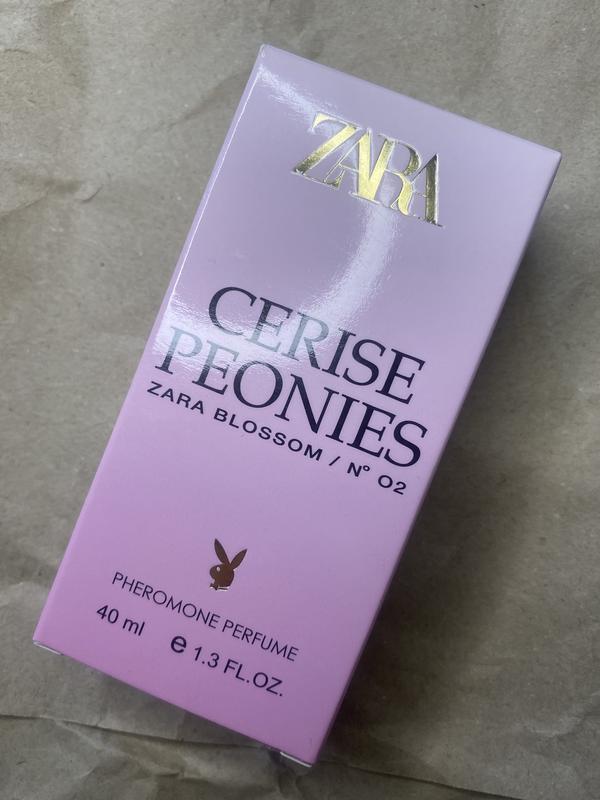 ZARA
CERISE
PEONIES
ZARA BLOSSOM / Nº 02
PHEROMONE PERFUME
40 ml e 1.3 FL.OZ.